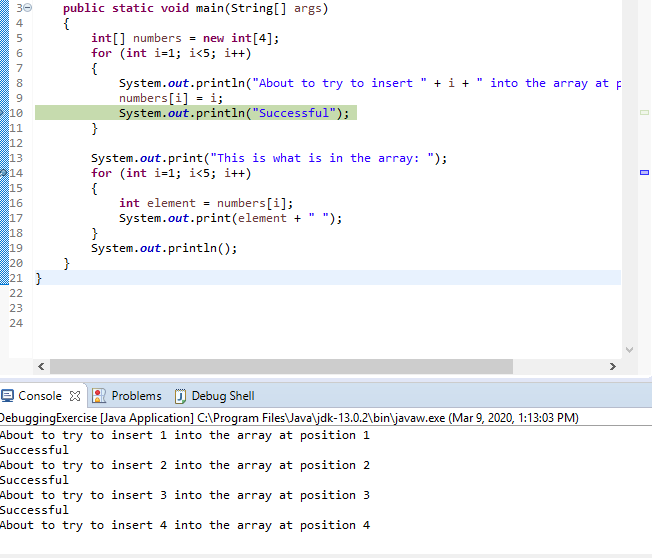 3 public static void main(String[] args)
4 {
5 int[] numbers = new int[4];
6 for (int i=1; i<5; i++)
7 {
8 System.out.println("About to try to insert " + i + " into the array at p
9 numbers[i] = i;
10 System.out.println("Successful");
11 }
12
13 System.out.print("This is what is in the array: ");
14 for (int i=1; i<5; i++)
15 {
16 int element = numbers[i];
17 System.out.print(element + " ");
18 }
19 System.out.println();
20 }
21 }
22
23
24
Console Problems Debug Shell
DebuggingExercise [Java Application] C:\Program Files\Java\jdk-13.0.2\bin\javaw.exe (Mar 9, 2020, 1:13:03 PM)
About to try to insert 1 into the array at position 1
Successful
About to try to insert 2 into the array at position 2
Successful
About to try to insert 3 into the array at position 3
Successful
About to try to insert 4 into the array at position 4